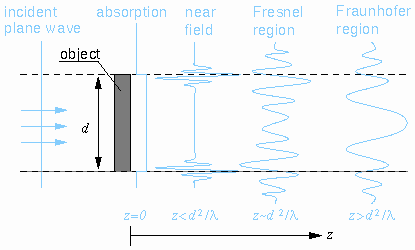 incident absorption near Fresnel Fraunhofer
plane wave field region region
object
d
z=0 z<d²/λ z~d²/λ z>d²/λ
z